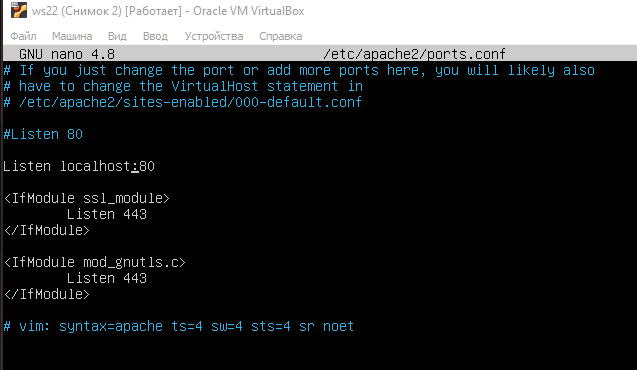 ws22 (Снимок 2) [Работает] - Oracle VM VirtualBox
Файл Машина Вид Ввод Устройства Справка
GNU nano 4.8 /etc/apache2/ports.conf
# If you just change the port or add more ports here, you will likely also
# have to change the VirtualHost statement in
# /etc/apache2/sites-enabled/000-default.conf
#Listen 80
Listen localhost:80
<IfModule ssl_module>
Listen 443
</IfModule>
<IfModule mod_gnutls.c>
Listen 443
</IfModule>
# vim: syntax=apache ts=4 sw=4 sts=4 sr noet